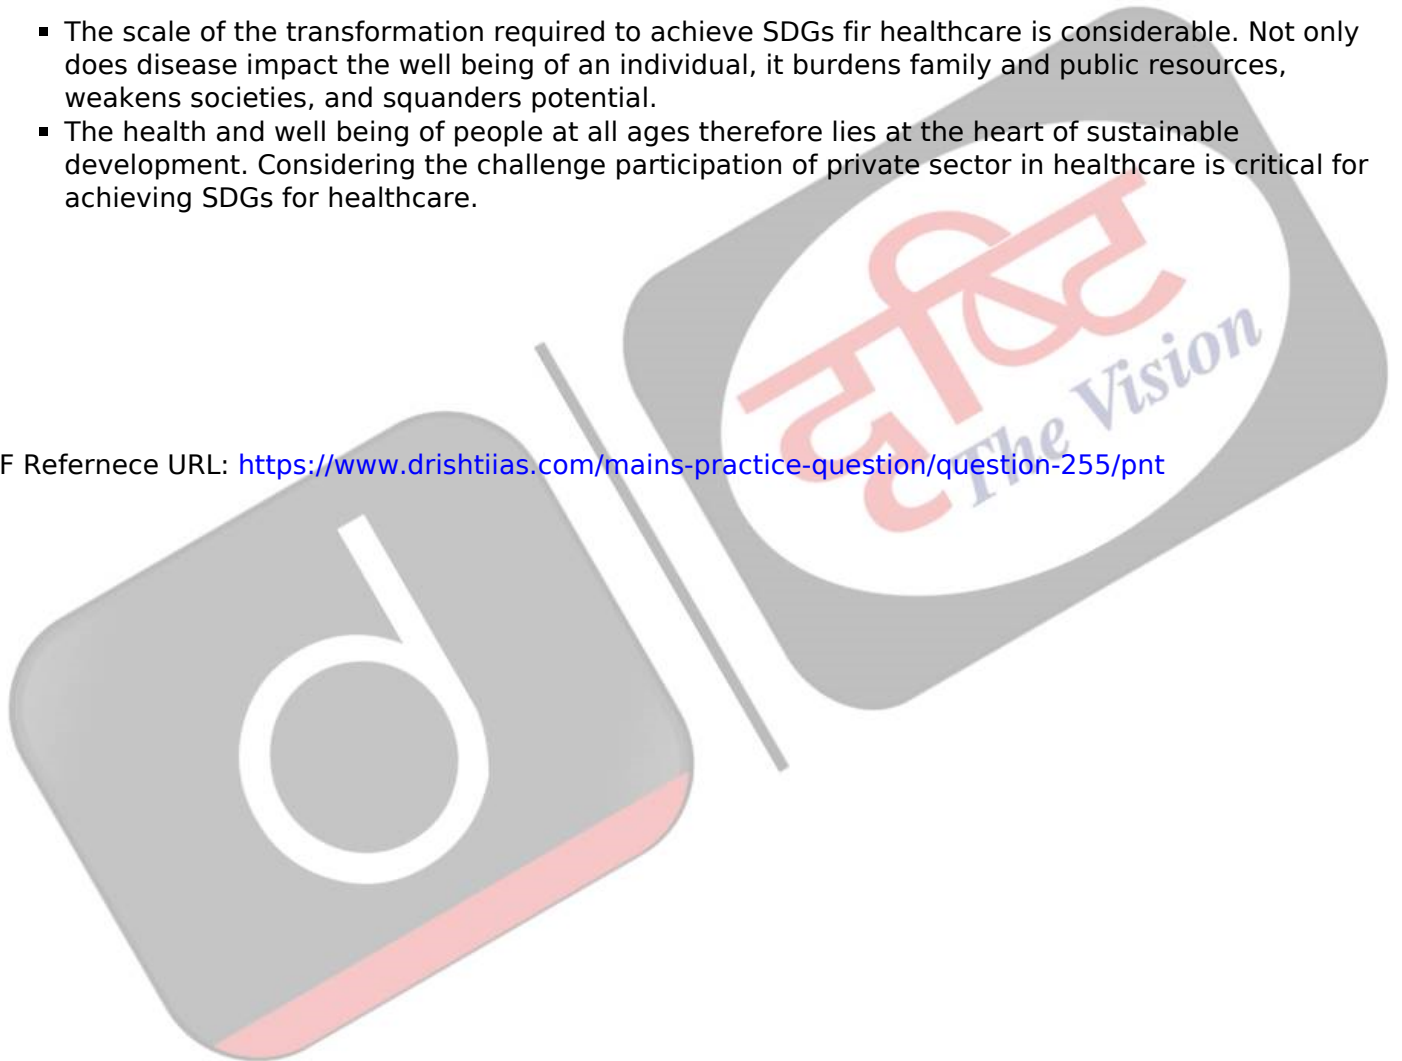 ▪ The scale of the transformation required to achieve SDGs fir healthcare is considerable. Not only
does disease impact the well being of an individual, it burdens family and public resources,
weakens societies, and squanders potential.
▪ The health and well being of people at all ages therefore lies at the heart of sustainable
development. Considering the challenge participation of private sector in healthcare is critical for
achieving SDGs for healthcare.
दृष्टि
The Vision
F Refernece URL: https://www.drishtiias.com/mains-practice-question/question-255/pnt
d